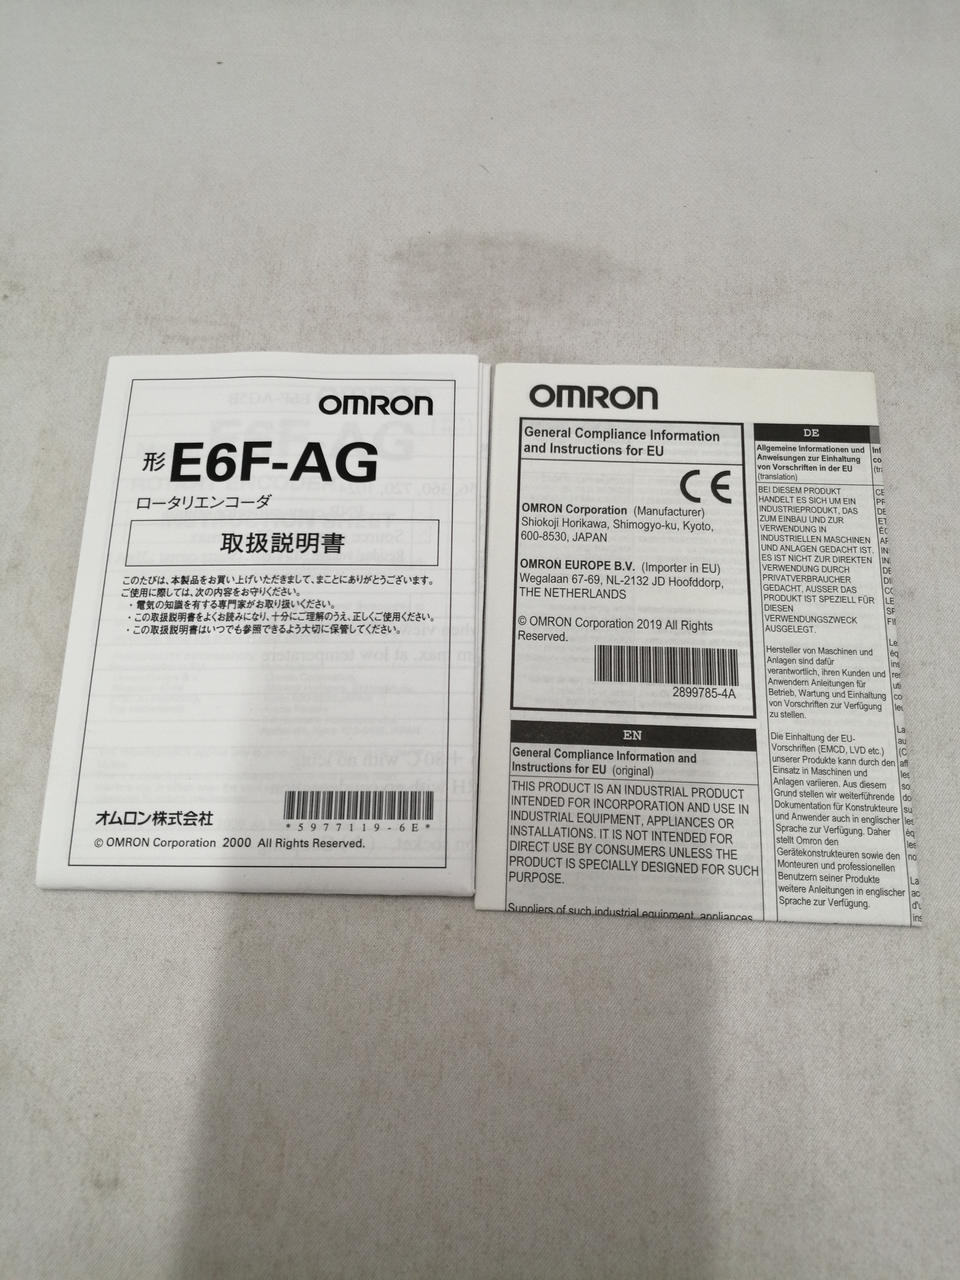 OMRON
形 E6F-AG
ロータリエンコーダ
取扱説明書
このたびは、本製品をお買い上げいただきまして、まことにありがとうございます。
ご使用に際しては、次の内容をお守りください。
・電気の知識を有する専門家がお取り扱いください。
・この取扱説明書をよくお読みになり、十分にご理解のうえ、正しくご使用ください。
・この取扱説明書はいつでも参照できるよう大切に保管してください。
オムロン株式会社
*5977119-6E*
© OMRON Corporation 2000 All Rights Reserved.
OMRON
General Compliance Information
and Instructions for EU
CE
OMRON Corporation (Manufacturer)
Shiokoji Horikawa, Shimogyo-ku, Kyoto,
600-8530, JAPAN
OMRON EUROPE B.V. (Importer in EU)
Wegalaan 67-69, NL-2132 JD Hoofddorp,
THE NETHERLANDS
© OMRON Corporation 2019 All Rights
Reserved.
2899785-4A
EN
General Compliance Information and
Instructions for EU (original)
THIS PRODUCT IS AN INDUSTRIAL PRODUCT
INTENDED FOR INCORPORATION AND USE IN
INDUSTRIAL EQUIPMENT, APPLIANCES OR
INSTALLATIONS. IT IS NOT INTENDED FOR
DIRECT USE BY CONSUMERS UNLESS THE
PRODUCT IS SPECIALLY DESIGNED FOR SUCH
PURPOSE.
Suppliers of such industrial equipment, appliances
DE
Allgemeine Informationen und
Anweisungen zur Einhaltung
von Vorschriften in der EU
(translation)
BEI DIESEM PRODUKT
HANDELT ES SICH UM EIN
INDUSTRIEPRODUKT, DAS
ZUM EINBAU UND ZUR
VERWENDUNG IN
INDUSTRIELLEN MASCHINEN
UND ANLAGEN GEDACHT IST.
ES IST NICHT ZUR DIREKTEN
VERWENDUNG DURCH
PRIVATVERBRAUCHER
GEDACHT, AUSSER DAS
PRODUKT IST SPEZIELL FÜR
DIESEN
VERWENDUNGSZWECK
AUSGELEGT.
Hersteller von Maschinen und
Anlagen sind dafür
verantwortlich, ihren Kunden und
Anwendern Anleitungen für
Betrieb, Wartung und Einhaltung
von Vorschriften zur Verfügung
zu stellen.
Die Einhaltung der EU-
Vorschriften (EMCD, LVD etc.)
unserer Produkte kann durch den
Einsatz in Maschinen und
Anlagen variieren. Aus diesem
Grund stellen wir weiterführende
Dokumentation für Konstrukteure
und Anwender auch in englischer
Sprache zur Verfügung. Daher
stellt Omron den
Gerätekonstrukteuren sowie den
Monteuren und professionellen
Benutzern seiner Produkte
weitere Anleitungen in englischer
Sprache zur Verfügung.